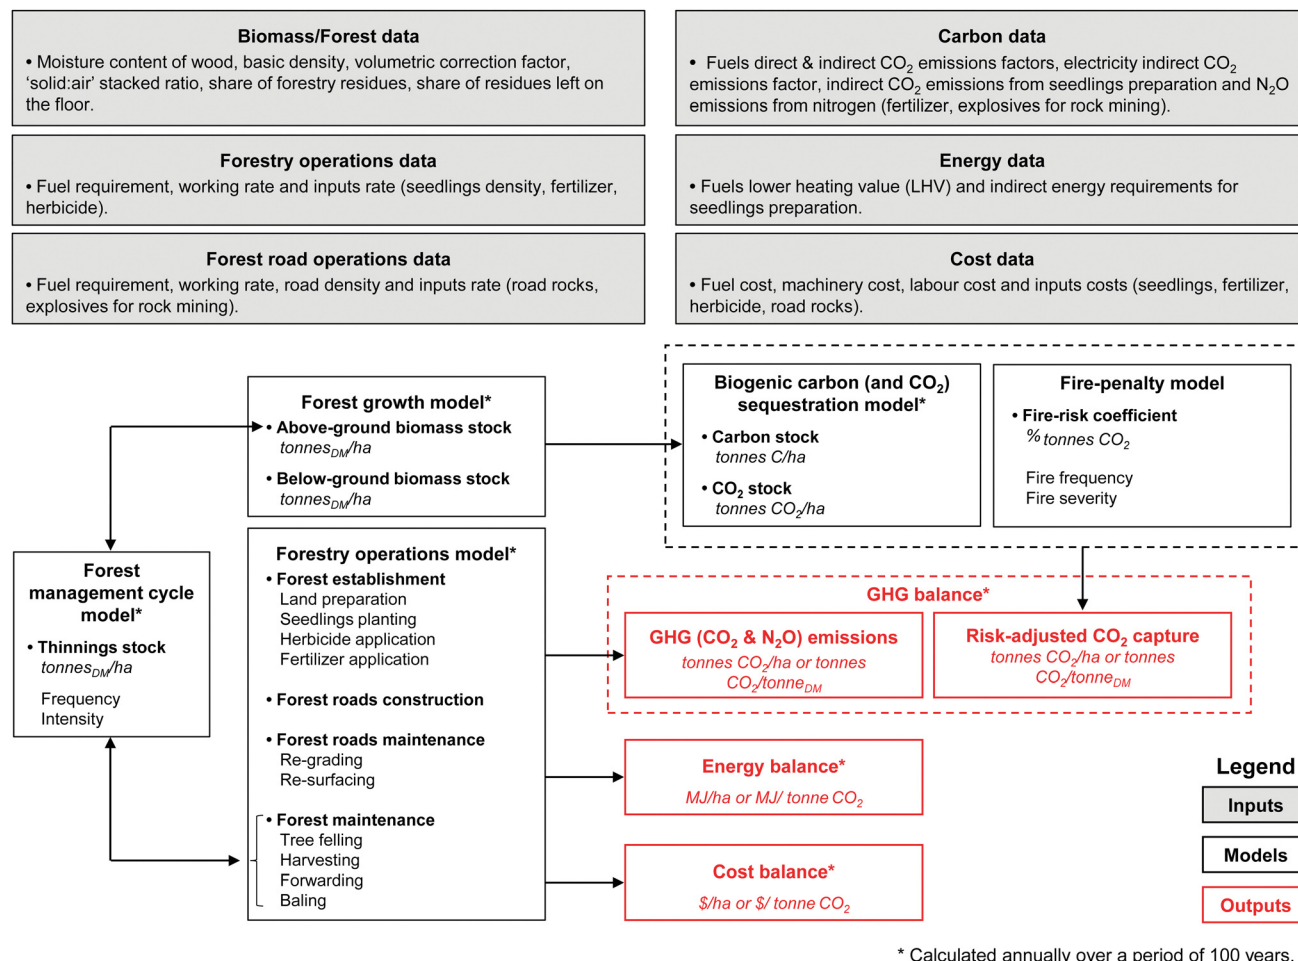 Biomass/Forest data
• Moisture content of wood, basic density, volumetric correction factor,
‘solid:air’ stacked ratio, share of forestry residues, share of residues left on
the floor.
Carbon data
• Fuels direct & indirect CO₂ emissions factors, electricity indirect CO₂
emissions factor, indirect CO₂ emissions from seedlings preparation and N₂O
emissions from nitrogen (fertilizer, explosives for rock mining).
Forestry operations data
• Fuel requirement, working rate and inputs rate (seedlings density, fertilizer,
herbicide).
Energy data
• Fuels lower heating value (LHV) and indirect energy requirements for
seedlings preparation.
Forest road operations data
• Fuel requirement, working rate, road density and inputs rate (road rocks,
explosives for rock mining).
Cost data
• Fuel cost, machinery cost, labour cost and inputs costs (seedlings, fertilizer,
herbicide, road rocks).
Forest growth model*
• Above-ground biomass stock
tonnesDM/ha
• Below-ground biomass stock
tonnesDM/ha
Biogenic carbon (and CO₂)
sequestration model*
• Carbon stock
tonnes C/ha
• CO₂ stock
tonnes CO₂/ha
Fire-penalty model
• Fire-risk coefficient
% tonnes CO₂
Fire frequency
Fire severity
Forest
management cycle
model*
• Thinnings stock
tonnesDM/ha
Frequency
Intensity
Forestry operations model*
• Forest establishment
Land preparation
Seedlings planting
Herbicide application
Fertilizer application
• Forest roads construction
• Forest roads maintenance
Re-grading
Re-surfacing
• Forest maintenance
Tree felling
Harvesting
Forwarding
Baling
GHG balance*
GHG (CO₂ & N₂O) emissions
tonnes CO₂/ha or tonnes
CO₂/tonneDM
Risk-adjusted CO₂ capture
tonnes CO₂/ha or tonnes
CO₂/tonneDM
Energy balance*
MJ/ha or MJ/ tonne CO₂
Cost balance*
$/ha or $/ tonne CO₂
Legend
Inputs
Models
Outputs
* Calculated annually over a period of 100 years.